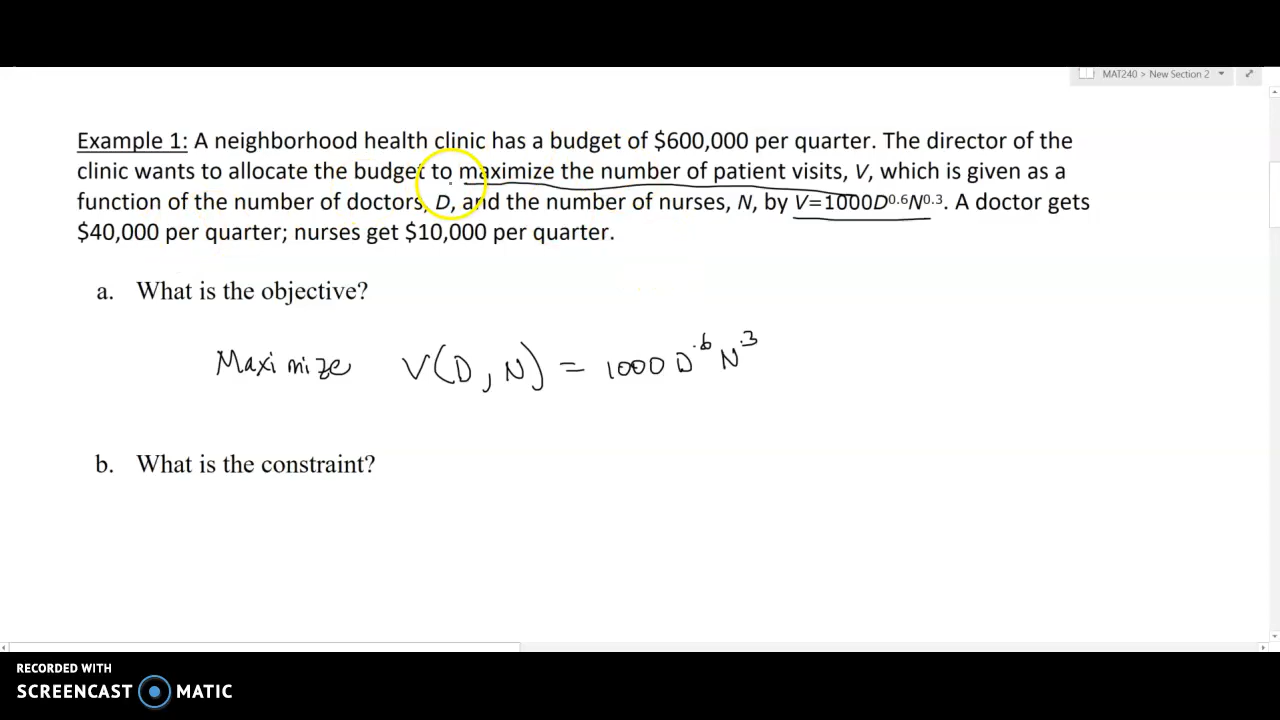 MAT240 > New Section 2
Example 1: A neighborhood health clinic has a budget of $600,000 per quarter. The director of the
clinic wants to allocate the budget to maximize the number of patient visits, V, which is given as a
function of the number of doctors, D, and the number of nurses, N, by V=1000D^0.6N^0.3. A doctor gets
$40,000 per quarter; nurses get $10,000 per quarter.
a. What is the objective?
Maximize V(D, N) = 1000 D^.6 N^.3
b. What is the constraint?
RECORDED WITH
SCREENCAST MATIC